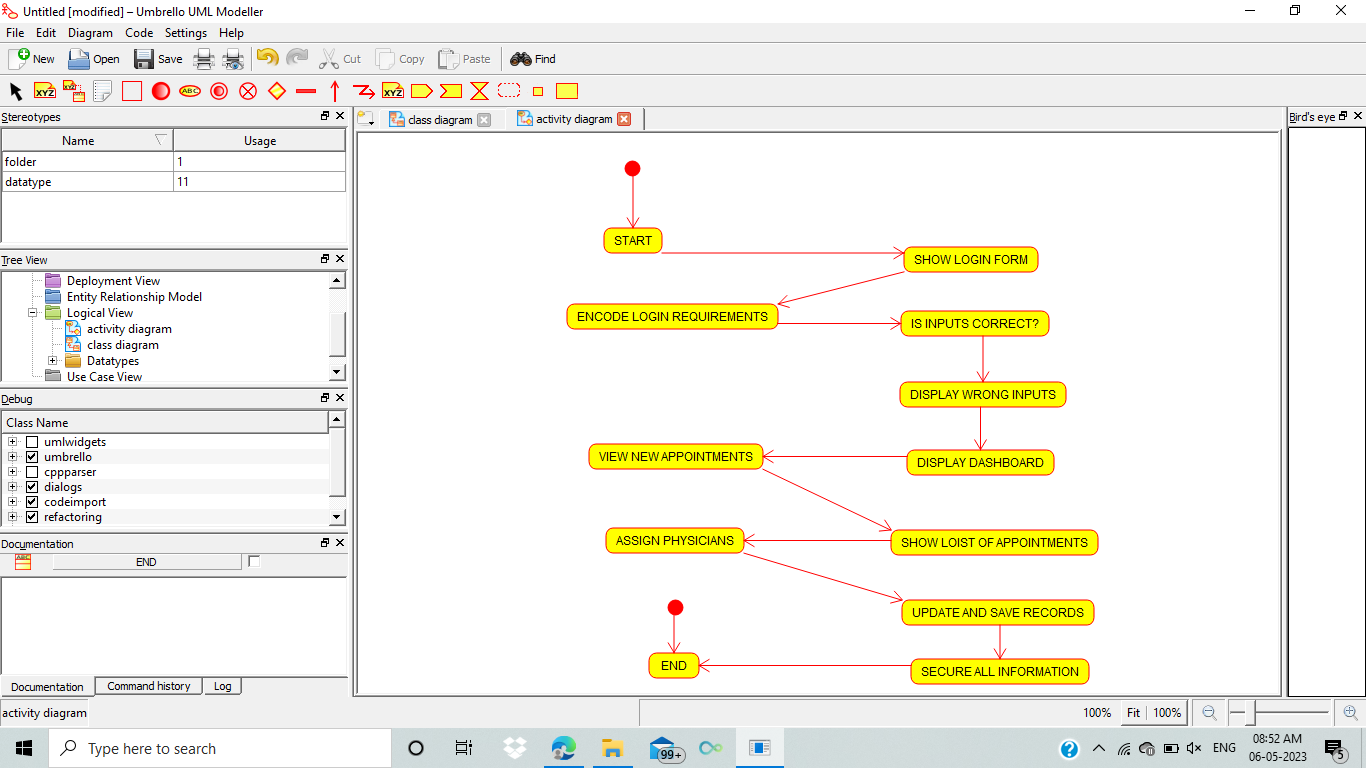 Untitled [modified] – Umbrello UML Modeller
File Edit Diagram Code Settings Help
New Open Save Cut Copy Paste Find
XYZ XYZ ABC XYZ
Stereotypes
Name Usage
folder 1
datatype 11
Tree View
Deployment View
Entity Relationship Model
Logical View
activity diagram
class diagram
Datatypes
Use Case View
Debug
Class Name
umlwidgets
umbrello
cppparser
dialogs
codeimport
refactoring
Documentation
ABC END
Documentation Command history Log
class diagram activity diagram
START
SHOW LOGIN FORM
ENCODE LOGIN REQUIREMENTS
IS INPUTS CORRECT?
DISPLAY WRONG INPUTS
VIEW NEW APPOINTMENTS
DISPLAY DASHBOARD
ASSIGN PHYSICIANS
SHOW LOIST OF APPOINTMENTS
UPDATE AND SAVE RECORDS
END
SECURE ALL INFORMATION
Bird's eye
activity diagram 100% Fit 100%
Type here to search
99+
ENG
08:52 AM
06-05-2023
5